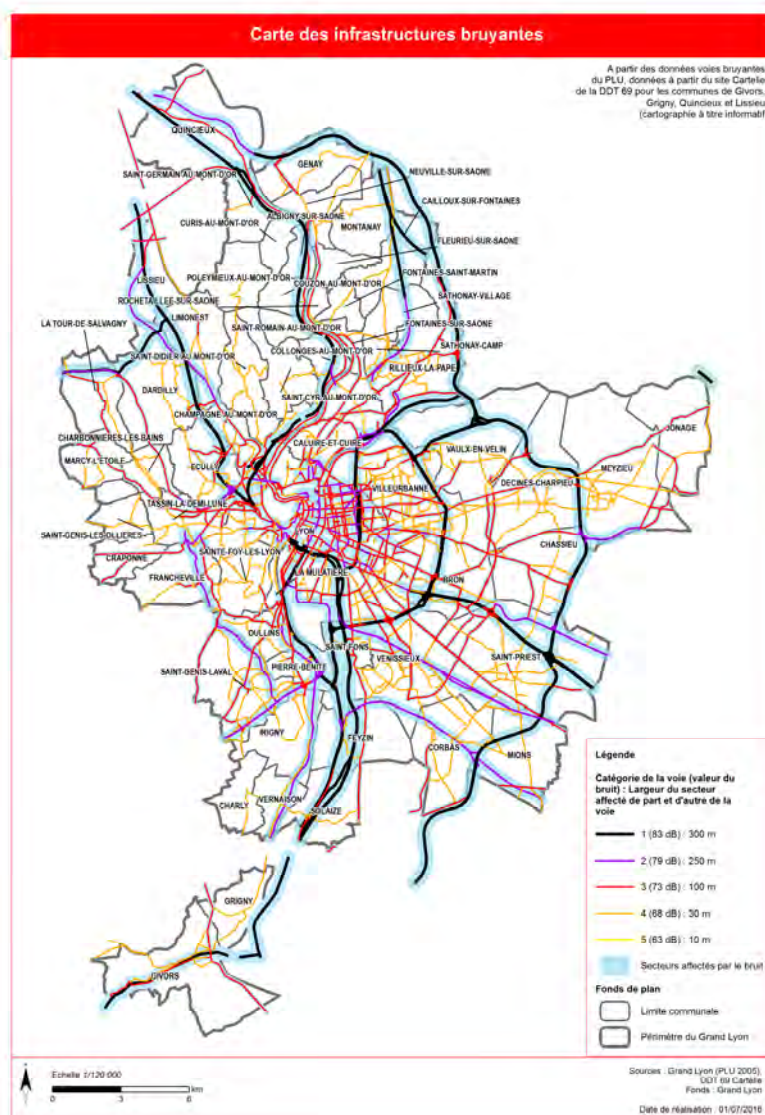 Carte des infrastructures bruyantes
A partir des données voies bruyantes
du PLU, données à partir du site Cartelie
de la DDT 69 pour les communes de Givors,
Grigny, Quincieux et Lissieu
(cartographie à titre informatif
QUINCIEUX
GENAY
NEUVILLE-SUR-SAONE
SAINT-GERMAIN-AU-MONT-D'OR
CAILLOUX-SUR-FONTAINES
ALBIGNY-SUR-SAONE
CURIS-AU-MONT-D'OR
MONTANAY
FLEURIEU-SUR-SAONE
POLEYMIEUX-AU-MONT-D'OR
FONTAINES-SAINT-MARTIN
LISSIEU
COUZON-AU-MONT-D'OR
SATHONAY-VILLAGE
ROCHETAILLEE-SUR-SAONE
LIMONEST
LA TOUR-DE-SALVAGNY
SAINT-ROMAIN-AU-MONT-D'OR
FONTAINES-SUR-SAONE
SATHONAY-CAMP
SAINT-DIDIER-AU-MONT-D'OR
COLLONGES-AU-MONT-D'OR
RILLIEUX-LA-PAPE
DARDILLY
SAINT-CYR-AU-MONT-D'OR
CHAMPAGNE-AU-MONT-D'OR
JONAGE
CHARBONNIERES-LES-BAINS
CALUIRE-ET-CUIRE
VAULX-EN-VELIN
MARCY-L'ETOILE
ECULLY
MEYZIEU
DECINES-CHARPIEU
VILLEURBANNE
TASSIN-LA-DEMI-LUNE
SAINT-GENIS-LES-OLLIERES
LYON
CHASSIEU
CRAPONNE
SAINTE-FOY-LES-LYON
LA MULATIERE
FRANCHEVILLE
BRON
OULLINS
SAINT-FONS
SAINT-GENIS-LAVAL
PIERRE-BENITE
VENISSIEUX
SAINT-PRIEST
IRIGNY
FEYZIN
CORBAS
MIONS
CHARLY
VERNAISON
SOLAIZE
GRIGNY
GIVORS
Légende
Catégorie de la voie (valeur du
bruit) : Largeur du secteur
affecté de part et d'autre de la
voie
1 (83 dB) : 300 m
2 (79 dB) : 250 m
3 (73 dB) : 100 m
4 (68 dB) : 30 m
5 (63 dB) : 10 m
Secteurs affectés par le bruit
Fonds de plan
Limite communale
Périmètre du Grand Lyon
Echelle 1/120 000
0 3 6 km
Sources : Grand Lyon (PLU 2005),
DDT 69 Cartelie
Fonds : Grand Lyon
Date de réalisation : 01/07/2016